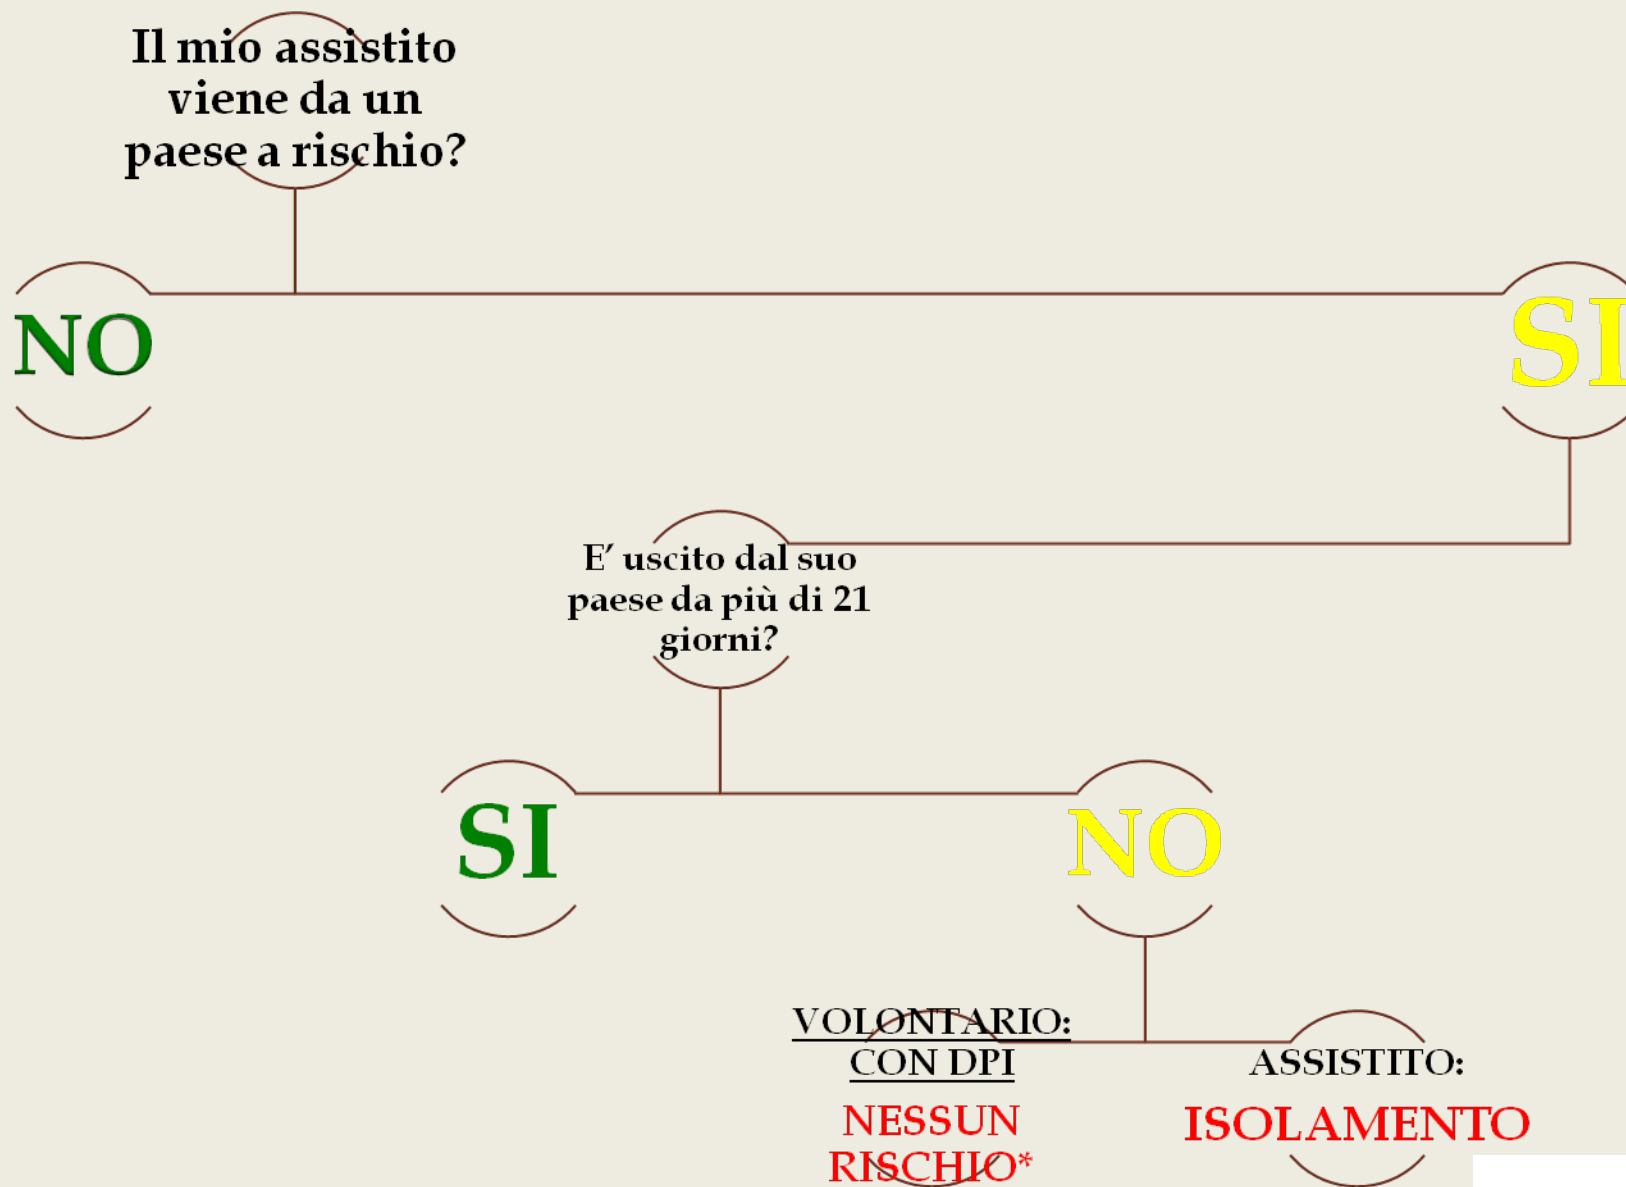 Il mio assistito
viene da un
paese a rischio?
NO
SI
E’ uscito dal suo
paese da più di 21
giorni?
SI
NO
VOLONTARIO:
CON DPI
NESSUN
RISCHIO*
ASSISTITO:
ISOLAMENTO